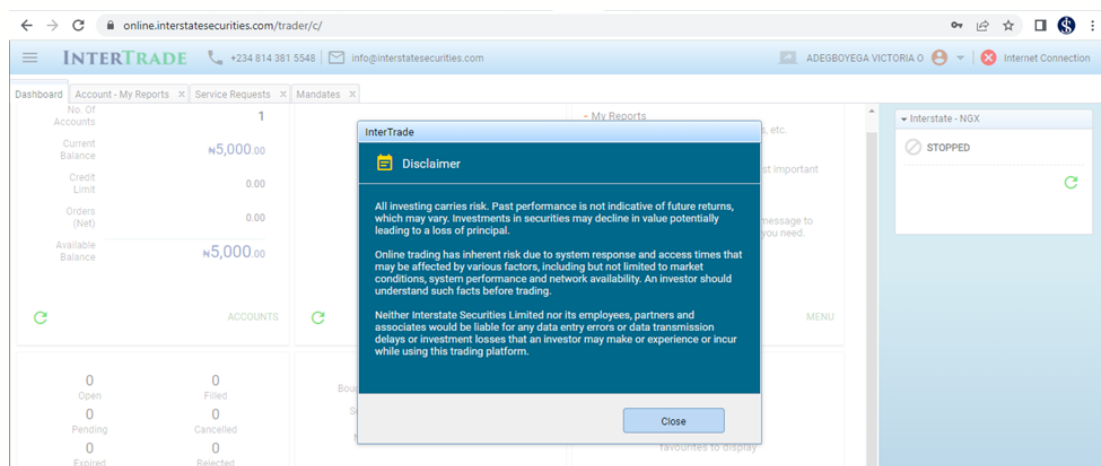 online.interstatesecurities.com/trader/c/
INTERTRADE +234 814 381 5548 info@interstatesecurities.com ADEGBOYEGA VICTORIA O Internet Connection
Dashboard Account - My Reports x Service Requests x Mandates x
No. Of
Accounts 1
Current
Balance ₦5,000.00
Credit
Limit 0.00
Orders
(Net) 0.00
Available
Balance ₦5,000.00
ACCOUNTS
- My Reports
s, etc.
st important
message to
you need.
MENU
Interstate - NGX
STOPPED
InterTrade
Disclaimer
All investing carries risk. Past performance is not indicative of future returns,
which may vary. Investments in securities may decline in value potentially
leading to a loss of principal.
Online trading has inherent risk due to system response and access times that
may be affected by various factors, including but not limited to market
conditions, system performance and network availability. An investor should
understand such facts before trading.
Neither Interstate Securities Limited nor its employees, partners and
associates would be liable for any data entry errors or data transmission
delays or investment losses that an investor may make or experience or incur
while using this trading platform.
Close
0 0
Open Filled
0 0
Pending Cancelled
0 0
Expired Rejected
Bou
favourites to display